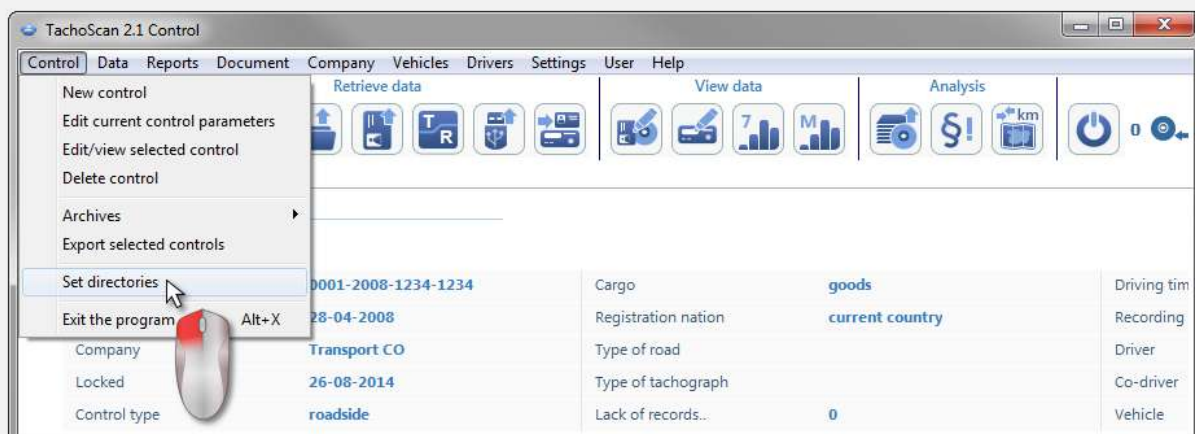 TachoScan 2.1 Control
Control Data Reports Document Company Vehicles Drivers Settings User Help
New control
Edit current control parameters
Edit/view selected control
Delete control
Archives
Export selected controls
Set directories
Exit the program Alt+X
Retrieve data View data Analysis
T R 7 M §! km 0
0001-2008-1234-1234 Cargo goods Driving tim
28-04-2008 Registration nation current country Recording
Company Transport CO Type of road Driver
Locked 26-08-2014 Type of tachograph Co-driver
Control type roadside Lack of records.. 0 Vehicle